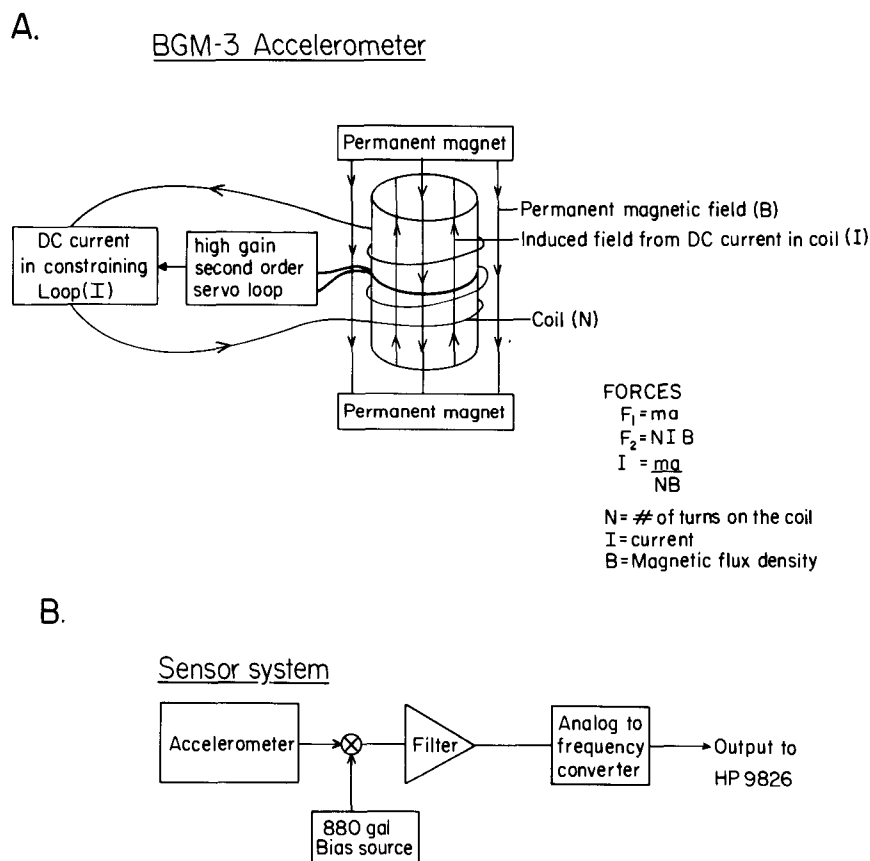 A.
BGM-3 Accelerometer
Permanent magnet
Permanent magnetic field (B)
Induced field from DC current in coil (I)
DC current
in constraining
Loop (I)
high gain
second order
servo loop
Coil (N)
Permanent magnet
FORCES
F₁ = ma
F₂ = NIB
I = ma
NB
N = # of turns on the coil
I = current
B = Magnetic flux density
B.
Sensor system
Accelerometer
Filter
Analog to
frequency
converter
Output to
HP 9826
880 gal
Bias source